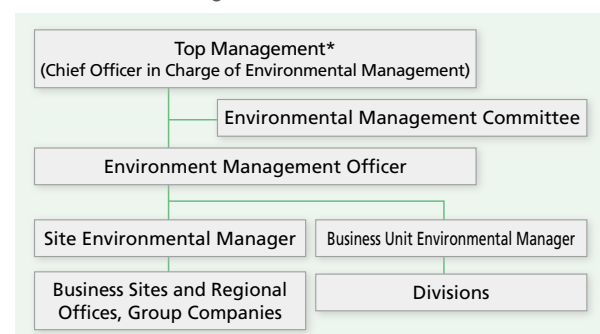 Top Management*
(Chief Officer in Charge of Environmental Management)
Environmental Management Committee
Environment Management Officer
Site Environmental Manager
Business Unit Environmental Manager
Business Sites and Regional
Offices, Group Companies
Divisions